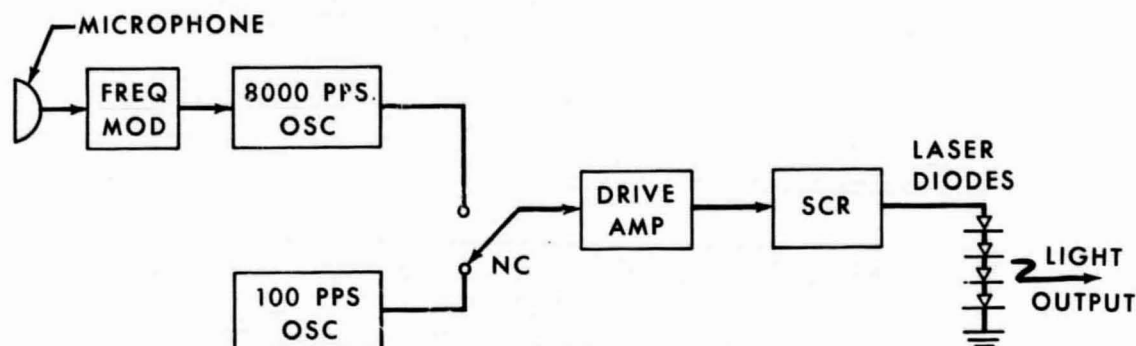 MICROPHONE
FREQ
MOD
8000 PPS.
OSC
100 PPS
OSC
NC
DRIVE
AMP
SCR
LASER
DIODES
LIGHT
OUTPUT